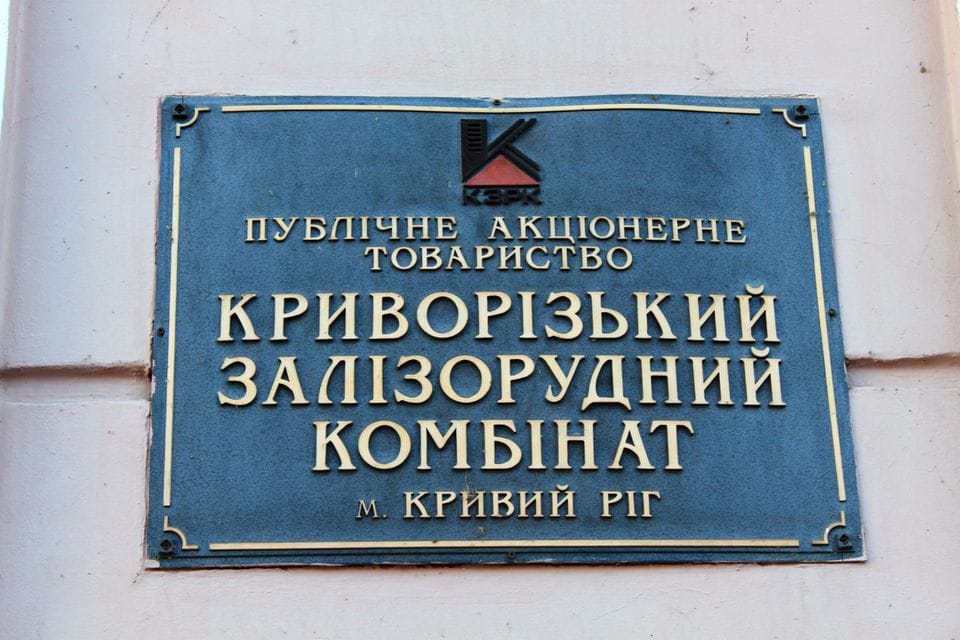 КЗРК
ПУБЛІЧНЕ АКЦІОНЕРНЕ
ТОВАРИСТВО
КРИВОРІЗЬКИЙ
ЗАЛІЗОРУДНИЙ
КОМБІНАТ
м. КРИВИЙ РІГ